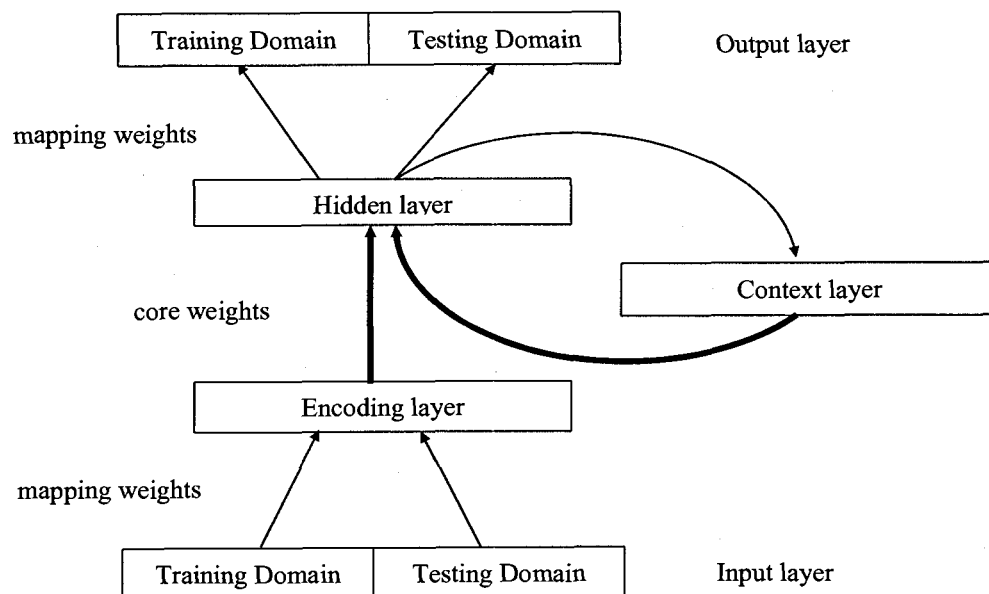 Training Domain Testing Domain Output layer
mapping weights
Hidden layer
Context layer
core weights
Encoding layer
mapping weights
Training Domain Testing Domain Input layer